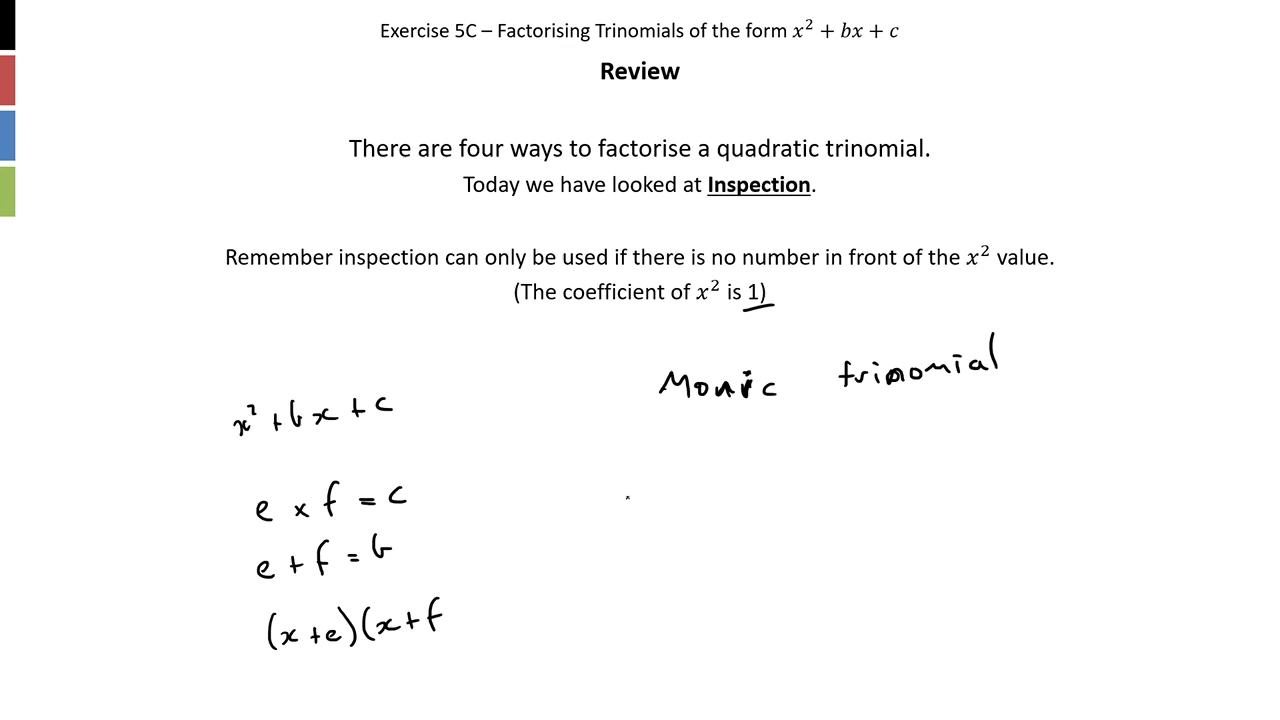 Exercise 5C – Factorising Trinomials of the form x² + bx + c
Review
There are four ways to factorise a quadratic trinomial.
Today we have looked at Inspection.
Remember inspection can only be used if there is no number in front of the x² value.
(The coefficient of x² is 1)
Monic trinomial
x² + bx + c
e × f = c
e + f = b
(x + e)(x + f